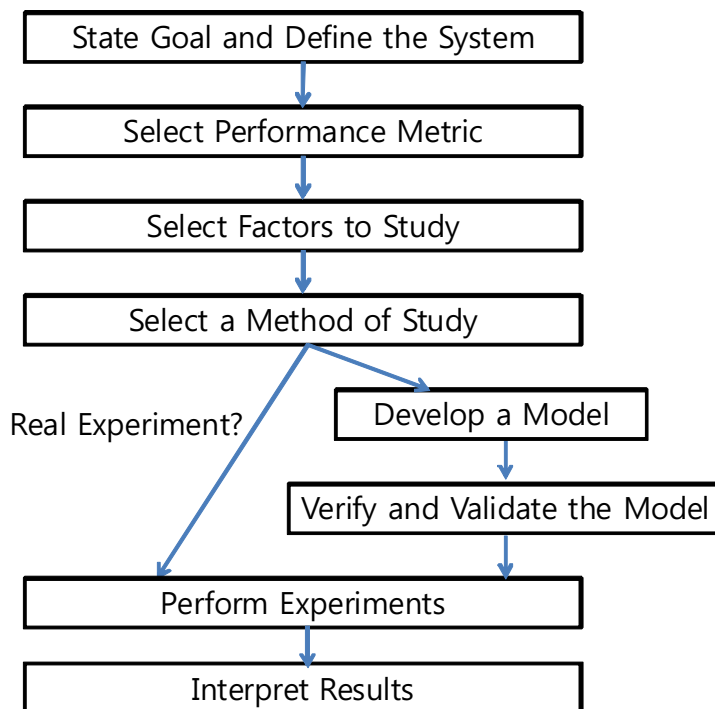 State Goal and Define the System
Select Performance Metric
Select Factors to Study
Select a Method of Study
Real Experiment?
Develop a Model
Verify and Validate the Model
Perform Experiments
Interpret Results